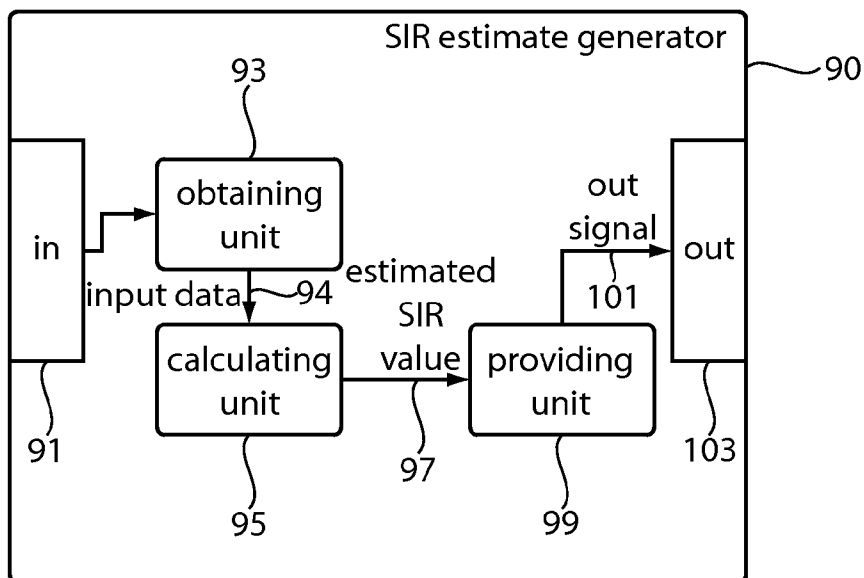 SIR estimate generator
90
93
obtaining
unit
in
out
signal
out
input data
94
estimated
SIR
value
101
calculating
unit
providing
unit
91
95
97
99
103